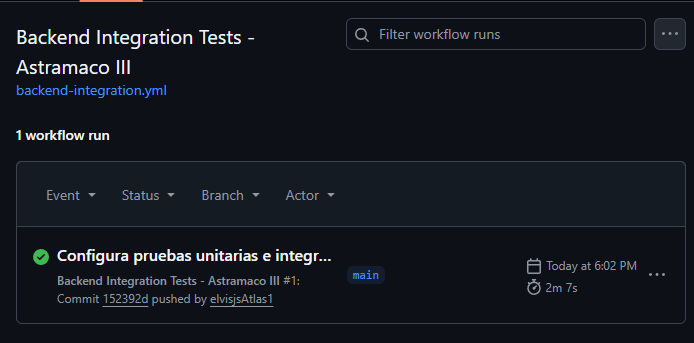 Backend Integration Tests -
Astramaco III
backend-integration.yml
Filter workflow runs
1 workflow run
Event Status Branch Actor
Configura pruebas unitarias e integr...
Backend Integration Tests - Astramaco III #1:
Commit 152392d pushed by elvisjsAtlas1
main
Today at 6:02 PM
2m 7s